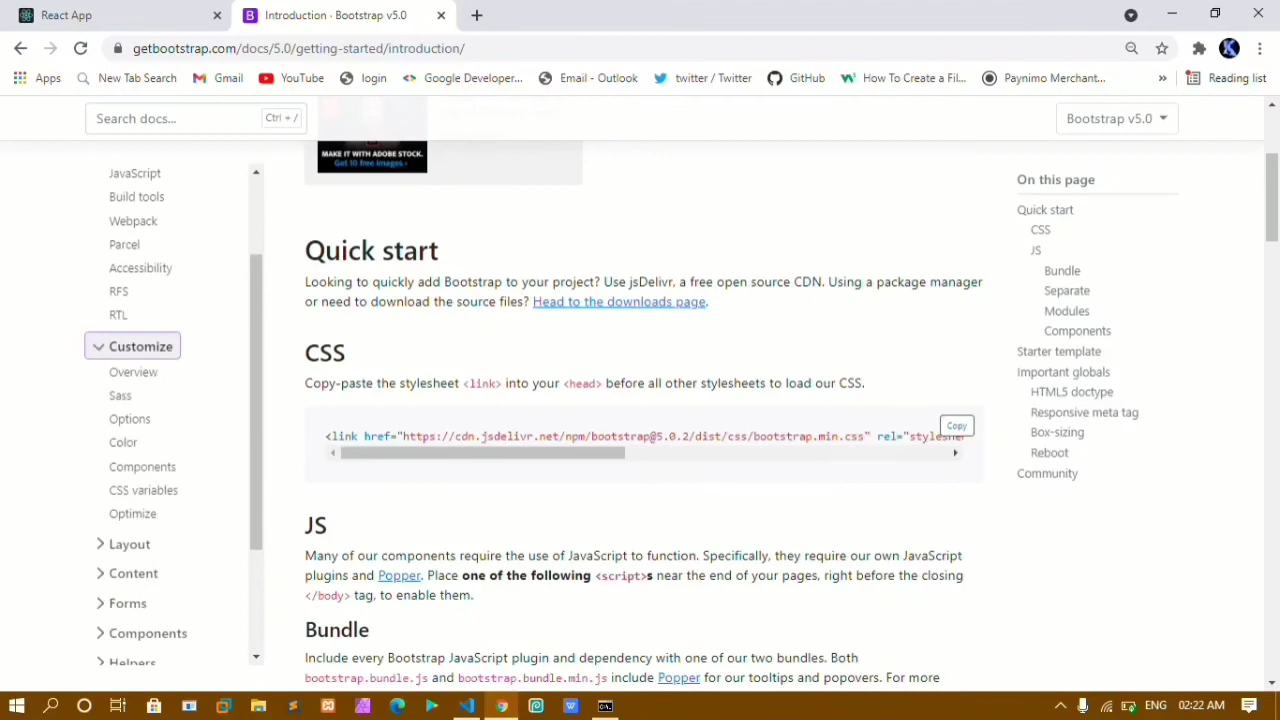 React App
Introduction · Bootstrap v5.0
getbootstrap.com/docs/5.0/getting-started/introduction/
Apps
New Tab Search
Gmail
YouTube
login
Google Developer...
Email - Outlook
twitter / Twitter
GitHub
How To Create a Fil...
Paynimo Merchant...
»
Reading list
Search docs...
Ctrl + /
Bootstrap v5.0
MAKE IT WITH ADOBE STOCK.
Get 10 free images ›
JavaScript
Build tools
Webpack
Parcel
Accessibility
RFS
RTL
Customize
Overview
Sass
Options
Color
Components
CSS variables
Optimize
Layout
Content
Forms
Components
Helpers
Quick start
Looking to quickly add Bootstrap to your project? Use jsDelivr, a free open source CDN. Using a package manager
or need to download the source files? Head to the downloads page.
CSS
Copy-paste the stylesheet <link> into your <head> before all other stylesheets to load our CSS.
Copy
<link href="https://cdn.jsdelivr.net/npm/bootstrap@5.0.2/dist/css/bootstrap.min.css" rel="styleshe
JS
Many of our components require the use of JavaScript to function. Specifically, they require our own JavaScript
plugins and Popper. Place one of the following <script>s near the end of your pages, right before the closing
</body> tag, to enable them.
Bundle
Include every Bootstrap JavaScript plugin and dependency with one of our two bundles. Both
bootstrap.bundle.js and bootstrap.bundle.min.js include Popper for our tooltips and popovers. For more
On this page
Quick start
CSS
JS
Bundle
Separate
Modules
Components
Starter template
Important globals
HTML5 doctype
Responsive meta tag
Box-sizing
Reboot
Community
ENG
02:22 AM